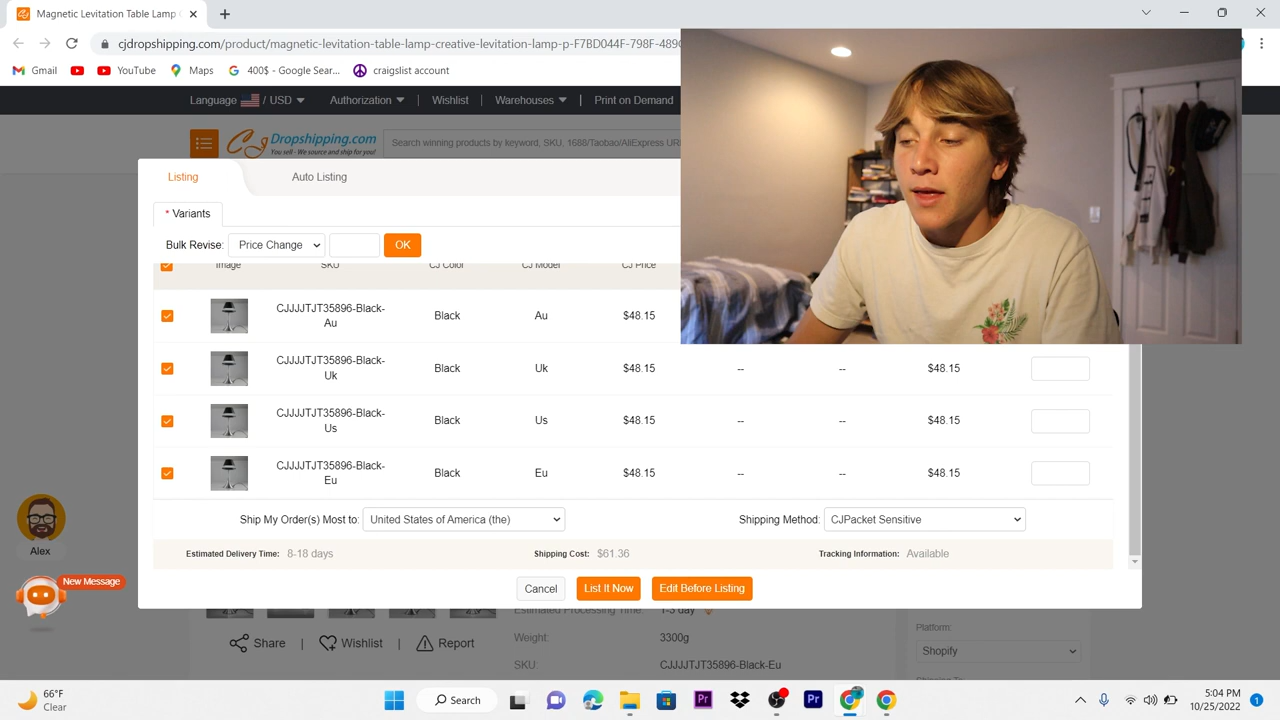 Magnetic Levitation Table Lamp
cjdropshipping.com/product/magnetic-levitation-table-lamp-creative-levitation-lamp-p-F7BD044F-798F-489
Gmail YouTube Maps 400$ - Google Sear... craigslist account
Language / USD Authorization Wishlist Warehouses Print on Demand
CJ Dropshipping.com
You sell - We source and ship for you!
Search winning products by keyword, SKU, 1688/Taobao/AliExpress UR
Listing Auto Listing
* Variants
Bulk Revise: Price Change OK
Image SKU CJ Color CJ Model CJ Price
CJJJJTJT35896-Black-
Au
Black Au $48.15
CJJJJTJT35896-Black-
Uk
Black Uk $48.15 -- -- $48.15
CJJJJTJT35896-Black-
Us
Black Us $48.15 -- -- $48.15
CJJJJTJT35896-Black-
Eu
Black Eu $48.15 -- -- $48.15
Ship My Order(s) Most to: United States of America (the) Shipping Method: CJPacket Sensitive
Estimated Delivery Time: 8-18 days Shipping Cost: $61.36 Tracking Information: Available
Cancel List It Now Edit Before Listing
Alex
New Message
Estimated Processing Time: 1-3 day
Share | Wishlist | Report
Weight: 3300g
SKU: CJJJJTJT35896-Black-Eu
Platform:
Shopify
Shipping To
66°F
Clear
Search
Pr
Pr
5:04 PM
10/25/2022
1